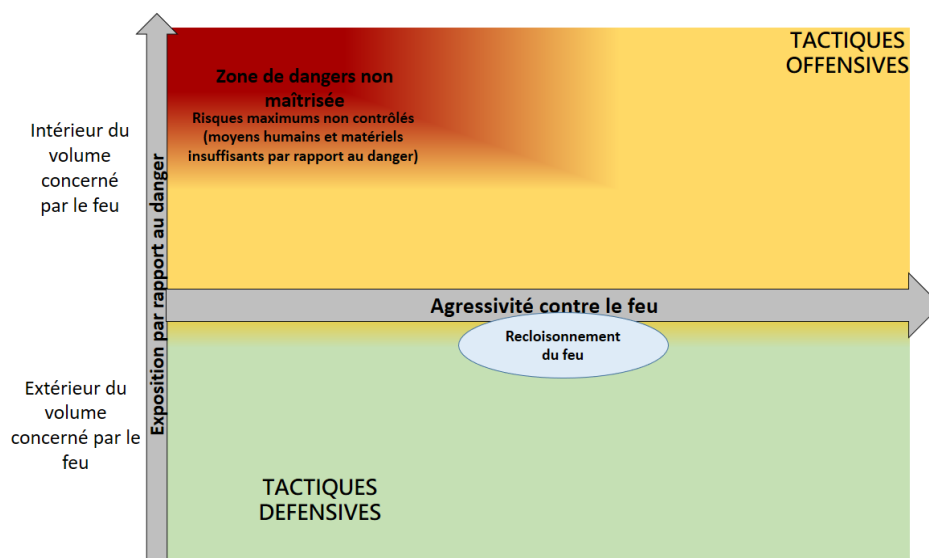 TACTIQUES
OFFENSIVES
Zone de dangers non
maîtrisée
Risques maximums non contrôlés
(moyens humains et matériels
insuffisants par rapport au danger)
Intérieur du
volume
concerné
par le feu
Exposition par rapport au danger
Agressivité contre le feu
Recloisonnement
du feu
Extérieur du
volume
concerné par le
feu
TACTIQUES
DEFENSIVES